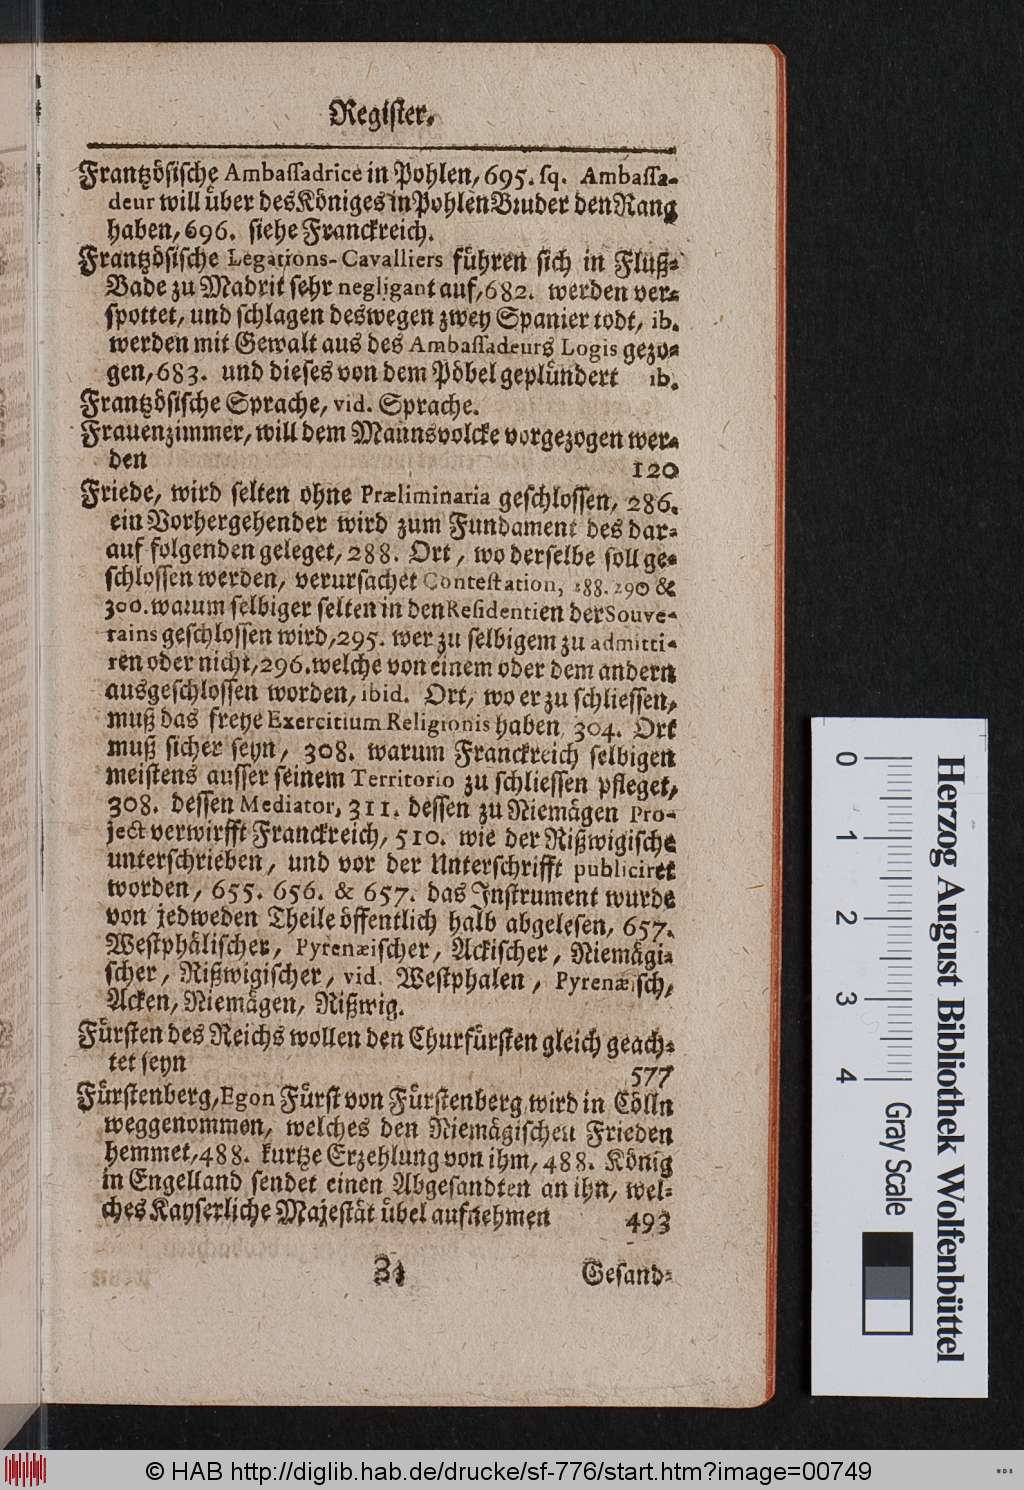 Regiſter.
Frantzöſiſche Ambaſſadrice in Pohlen, 695. ſq. Ambaſſa-
deur will über des Königes in Pohlen Bruder den Rang
haben, 696. ſiehe Franckreich.
Frantzöſiſche Legations-Cavalliers führen ſich in Fluß-
Bade zu Madrit ſehr negligant auf, 682. werden ver-
ſpottet, und ſchlagen deswegen zwey Spanier todt, ib.
werden mit Gewalt aus des Ambaſſadeurs Logis gezo-
gen, 683. und dieſes von dem Pöbel geplündert ib.
Frantzöſiſche Sprache, vid. Sprache.
Frauenzimmer, will dem Mannsvolcke vorgezogen wer-
den 120
Friede, wird ſelten ohne Præliminaria geſchloſſen, 286.
ein Vorhergehender wird zum Fundament des dar-
auf folgenden geleget, 288. Ort, wo derſelbe ſoll ge-
ſchloſſen werden, verurſachet Conteſtation, 288. 290 &
300. warum ſelbiger ſelten in den Reſidentien der Souve-
rains geſchloſſen wird, 295. wer zu ſelbigem zu admitti-
ren oder nicht, 296. welche von einem oder dem andern
ausgeſchloſſen worden, ibid. Ort, wo er zu ſchlieſſen,
muß das freye Exercitium Religionis haben, 304. Ort
muß ſicher ſeyn, 308. warum Franckreich ſelbigen
meiſtens auſſer ſeinem Territorio zu ſchlieſſen pfleget,
308. deſſen Mediator, 311. deſſen zu Niemägen Pro-
ject verwirfft Franckreich, 510. wie der Rißwigiſche
unterſchrieben, und vor der Unterſchrifft publiciret
worden, 655. 656. & 657. das Inſtrument wurde
von jedweden Theile öffentlich halb abgeleſen, 657.
Weſtphäliſcher, Pyrenæiſcher, Ackiſcher, Niemägi-
ſcher, Rißwigiſcher, vid. Weſtphalen, Pyrenæiſch,
Acken, Niemägen, Rißwig.
Fürſten des Reichs wollen den Churfürſten gleich geach-
tet ſeyn 577
Fürſtenberg, Egon Fürſt von Fürſtenberg wird in Cölln
weggenommen, welches den Niemägiſchen Frieden
hemmet, 488. kurtze Erzehlung von ihm, 488. König
in Engelland ſendet einen Abgeſandten an ihn, wel-
ches Kayſerliche Majeſtät übel aufnehmen 493
Geſand-
0 1 2 3 4
Gray Scale
Herzog August Bibliothek Wolfenbüttel
© HAB http://diglib.hab.de/drucke/sf-776/start.htm?image=00749